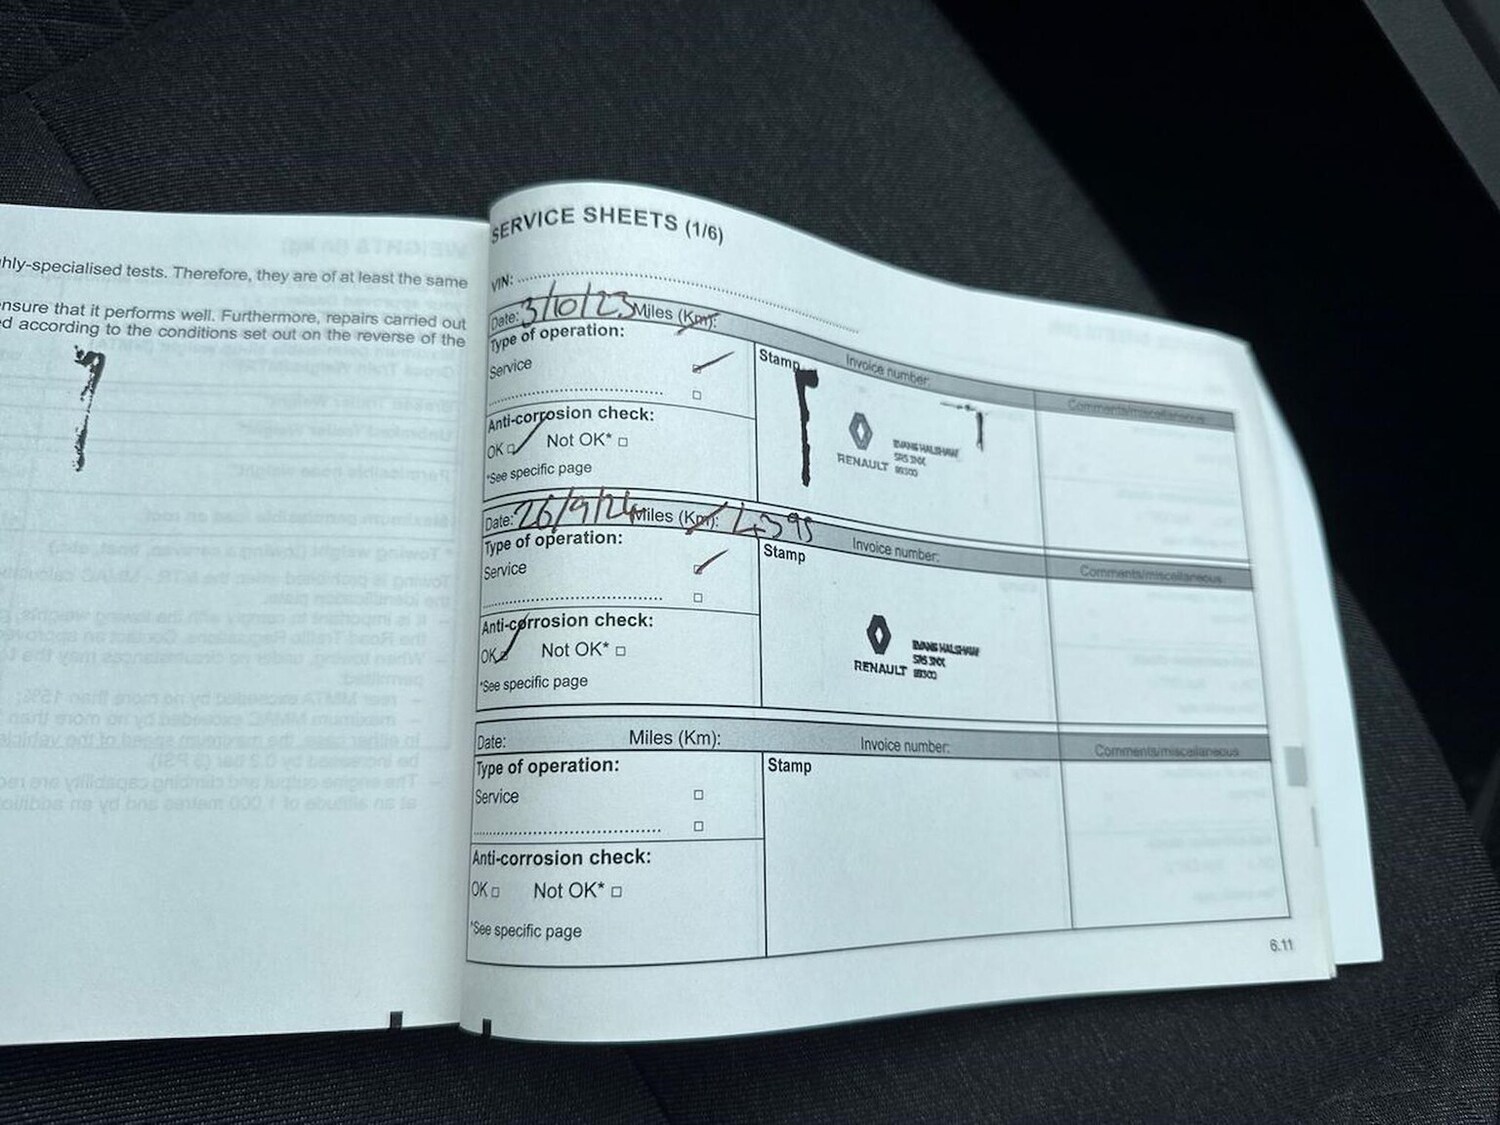 hly-specialised tests. Therefore, they are of at least the same
nsure that it performs well. Furthermore, repairs carried out
d according to the conditions set out on the reverse of the
SERVICE SHEETS (1/6)
VIN:
Date: 3/10/23 Miles (Km): Invoice number: Comments/miscellaneous
Type of operation:
Service
Stamp
Anti-corrosion check:
OK □ Not OK* □
*See specific page
RENAULT
EVANS HALSHAW
Date: 26/9/24 Miles (Km): Invoice number: Comments/miscellaneous
Type of operation:
Service
Stamp
Anti-corrosion check:
OK □ Not OK* □
*See specific page
RENAULT
EVANS HALSHAW
Date: Miles (Km): Invoice number: Comments/miscellaneous
Type of operation:
Service □
□
Stamp
Anti-corrosion check:
OK □ Not OK* □
*See specific page
6.11